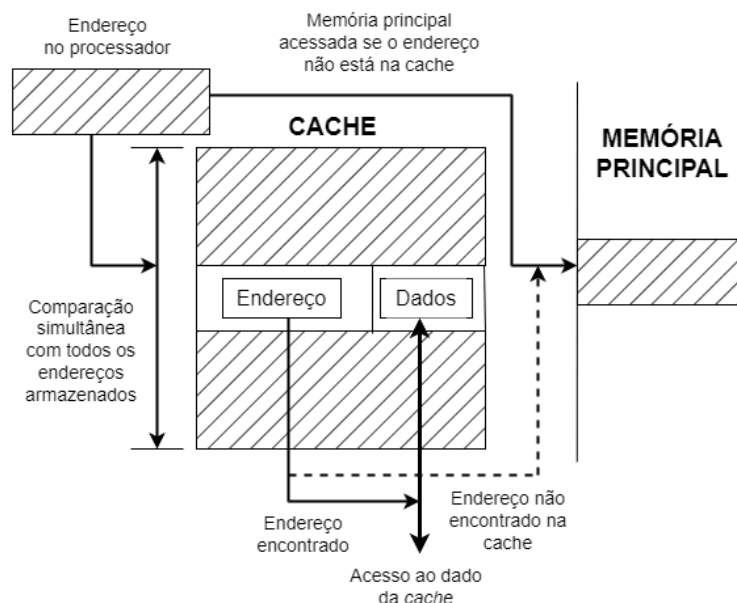 Endereço
no processador
Memória principal
acessada se o endereço
não está na cache
CACHE
MEMÓRIA
PRINCIPAL
Endereço
Dados
Comparação
simultânea
com todos os
endereços
armazenados
Endereço
encontrado
Endereço não
encontrado na
cache
Acesso ao dado
da cache